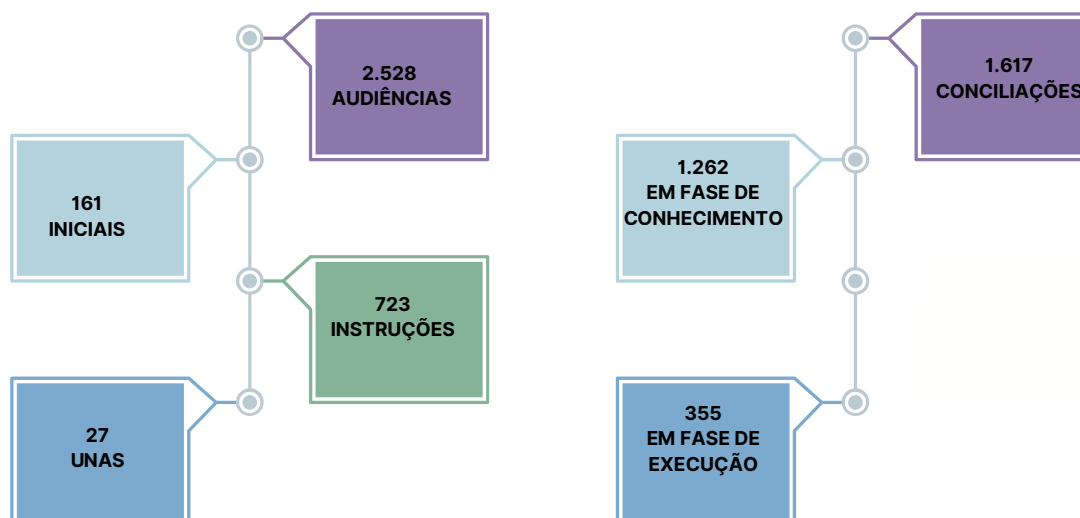 2.528
AUDIÊNCIAS
161
INICIAIS
723
INSTRUÇÕES
27
UNAS
1.617
CONCILIAÇÕES
1.262
EM FASE DE
CONHECIMENTO
355
EM FASE DE
EXECUÇÃO